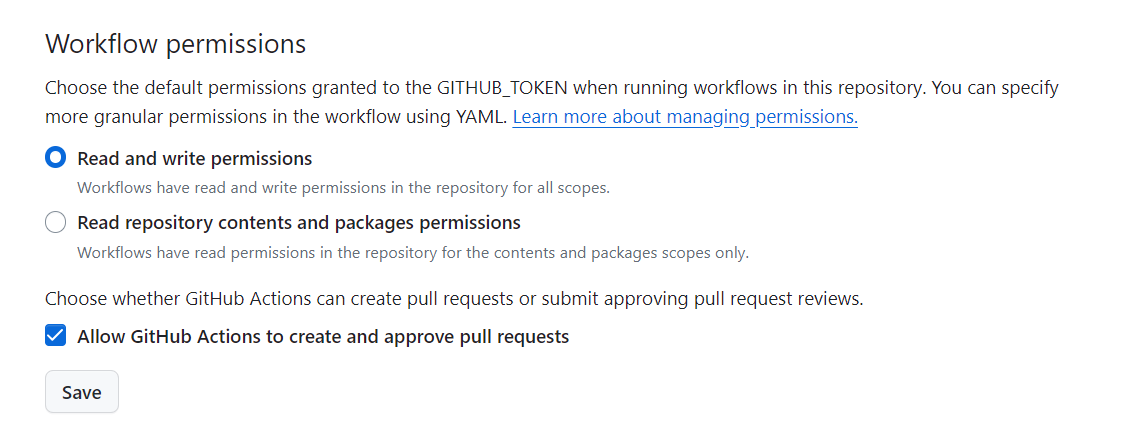 Workflow permissions
Choose the default permissions granted to the GITHUB_TOKEN when running workflows in this repository. You can specify
more granular permissions in the workflow using YAML. Learn more about managing permissions.
Read and write permissions
Workflows have read and write permissions in the repository for all scopes.
Read repository contents and packages permissions
Workflows have read permissions in the repository for the contents and packages scopes only.
Choose whether GitHub Actions can create pull requests or submit approving pull request reviews.
Allow GitHub Actions to create and approve pull requests
Save